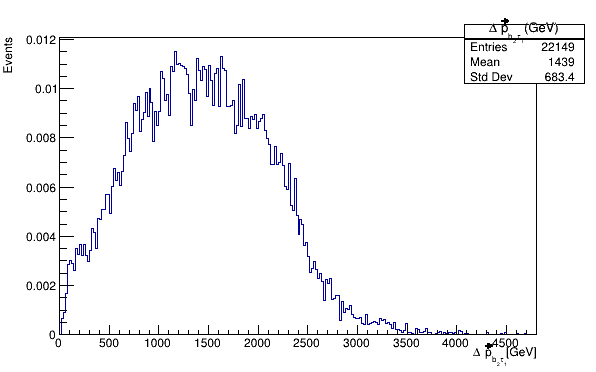 Δ p⃗_{b₂τ₁} (GeV)
Entries 22149
Mean 1439
Std Dev 683.4
Events
0.012
0.01
0.008
0.006
0.004
0.002
0
0 500 1000 1500 2000 2500 3000 3500 4000 4500
Δ p⃗_{b₂τ₁} [GeV]